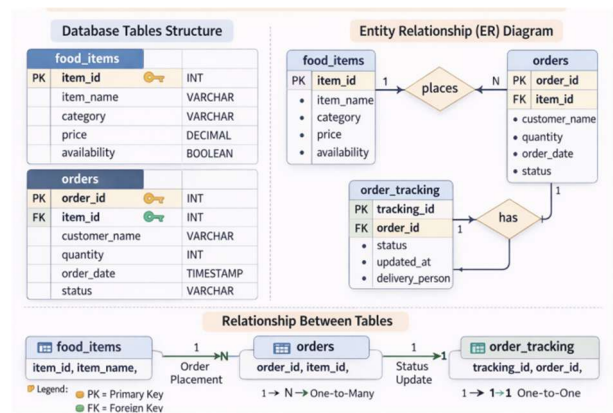 Database Tables Structure
food_items
PK item_id INT
item_name VARCHAR
category VARCHAR
price DECIMAL
availability BOOLEAN
orders
PK order_id INT
FK item_id INT
customer_name VARCHAR
quantity INT
order_date TIMESTAMP
status VARCHAR
Entity Relationship (ER) Diagram
food_items
PK item_id
• item_name
• category
• price
• availability
1
places
N
orders
PK order_id
FK item_id
• customer_name
• quantity
• order_date
• status
1
order_tracking
PK tracking_id
FK order_id
• status
• updated_at
• delivery_person
1
has
Relationship Between Tables
food_items
item_id, item_name,
1
N
Order
Placement
orders
order_id, item_id,
1→ N → One-to-Many
1
1
Status
Update
order_tracking
tracking_id, order_id,
1 → 1→1 One-to-One
Legend:
PK = Primary Key
FK = Foreign Key